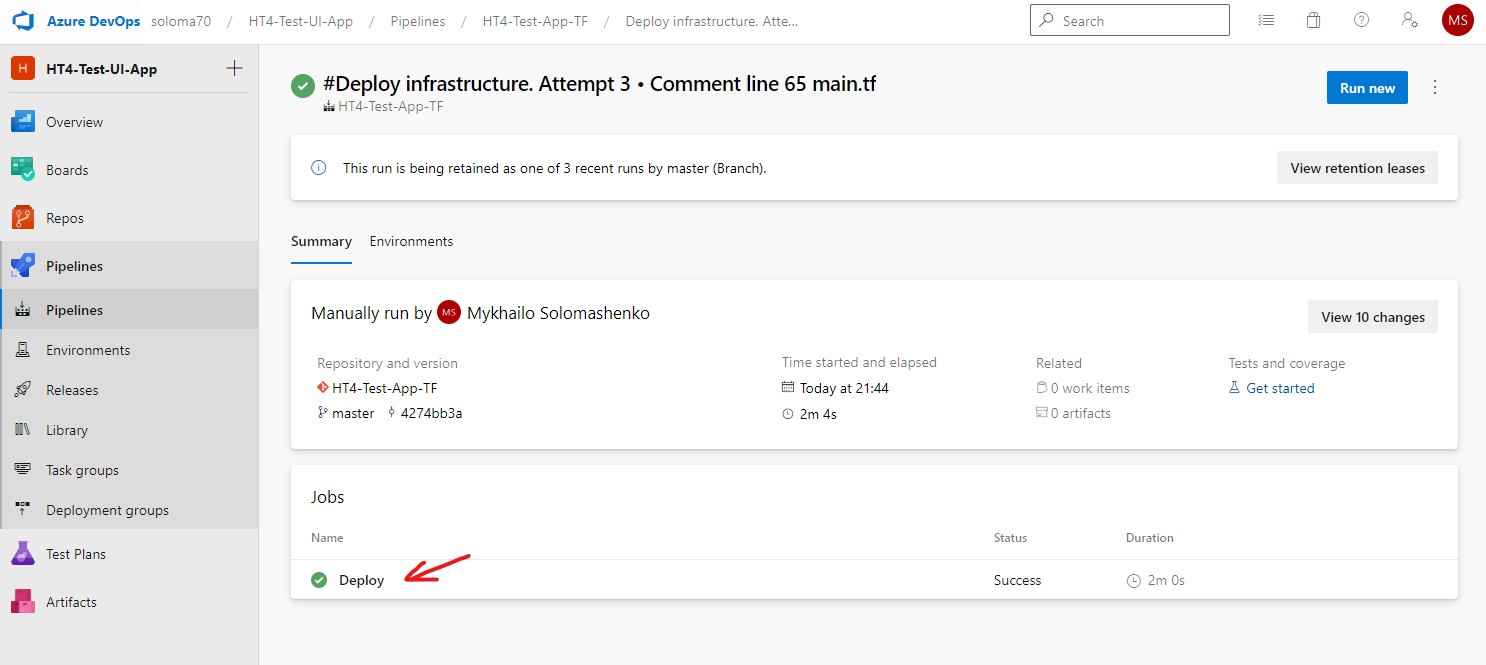 Azure DevOps soloma70 / HT4-Test-UI-App / Pipelines / HT4-Test-App-TF / Deploy infrastructure. Atte...
Search
MS
H HT4-Test-UI-App
Overview
Boards
Repos
Pipelines
Pipelines
Environments
Releases
Library
Task groups
Deployment groups
Test Plans
Artifacts
#Deploy infrastructure. Attempt 3 • Comment line 65 main.tf
HT4-Test-App-TF
Run new
This run is being retained as one of 3 recent runs by master (Branch).
View retention leases
Summary Environments
Manually run by MS Mykhailo Solomashenko
View 10 changes
Repository and version
HT4-Test-App-TF
master 4274bb3a
Time started and elapsed
Today at 21:44
2m 4s
Related
0 work items
0 artifacts
Tests and coverage
Get started
Jobs
Name Status Duration
Deploy Success 2m 0s